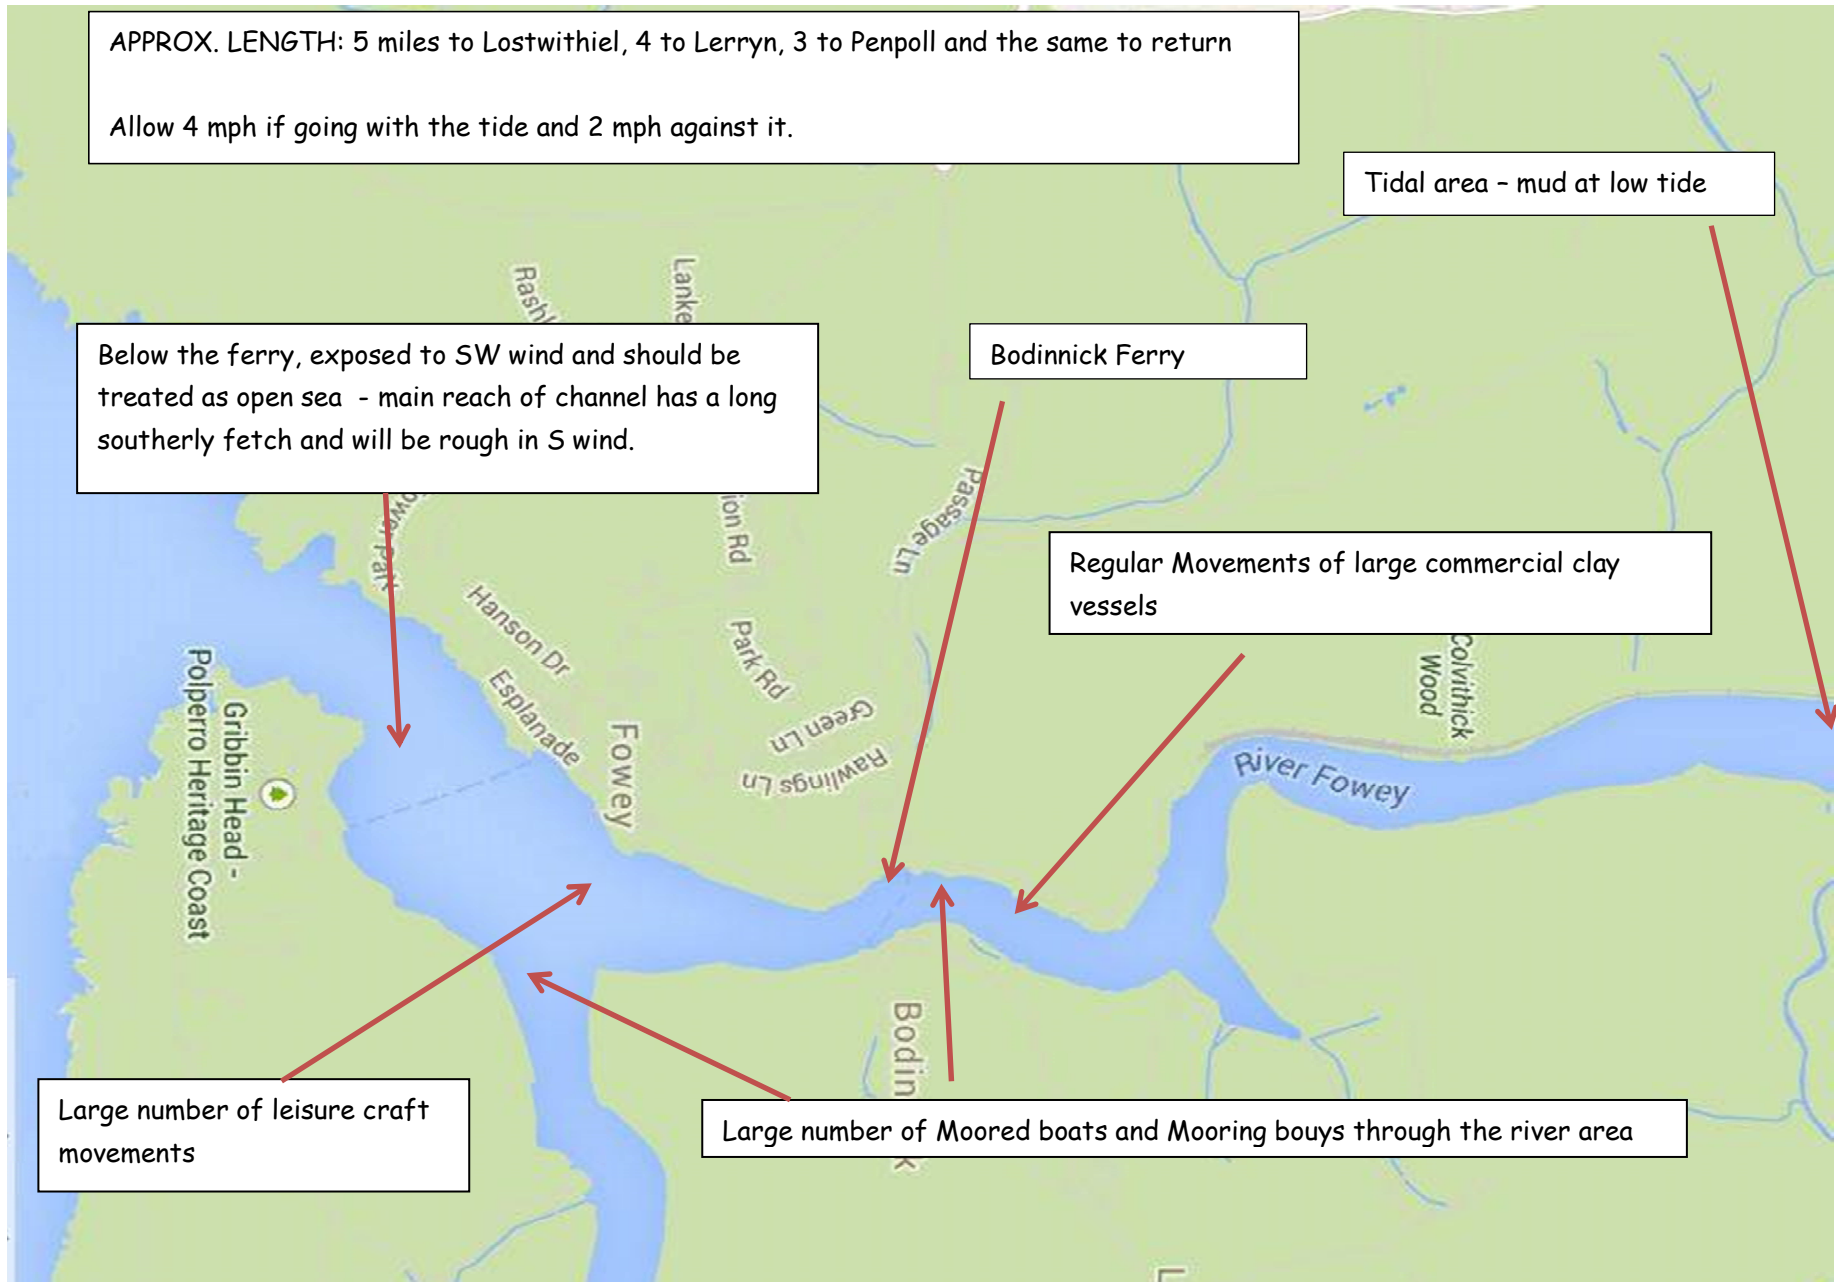 APPROX. LENGTH: 5 miles to Lostwithiel, 4 to Lerryn, 3 to Penpoll and the same to return
Allow 4 mph if going with the tide and 2 mph against it.
Tidal area – mud at low tide
Below the ferry, exposed to SW wind and should be
treated as open sea - main reach of channel has a long
southerly fetch and will be rough in S wind.
Bodinnick Ferry
Passage Ln
Rd
Regular Movements of large commercial clay
vessels
Hanson Dr
Park Rd
Green Ln
Rawlings Ln
Esplanade
Fowey
Colvithick
Wood
River Fowey
Gribbin Head -
Polperro Heritage Coast
Large number of leisure craft
movements
Large number of Moored boats and Mooring bouys through the river area